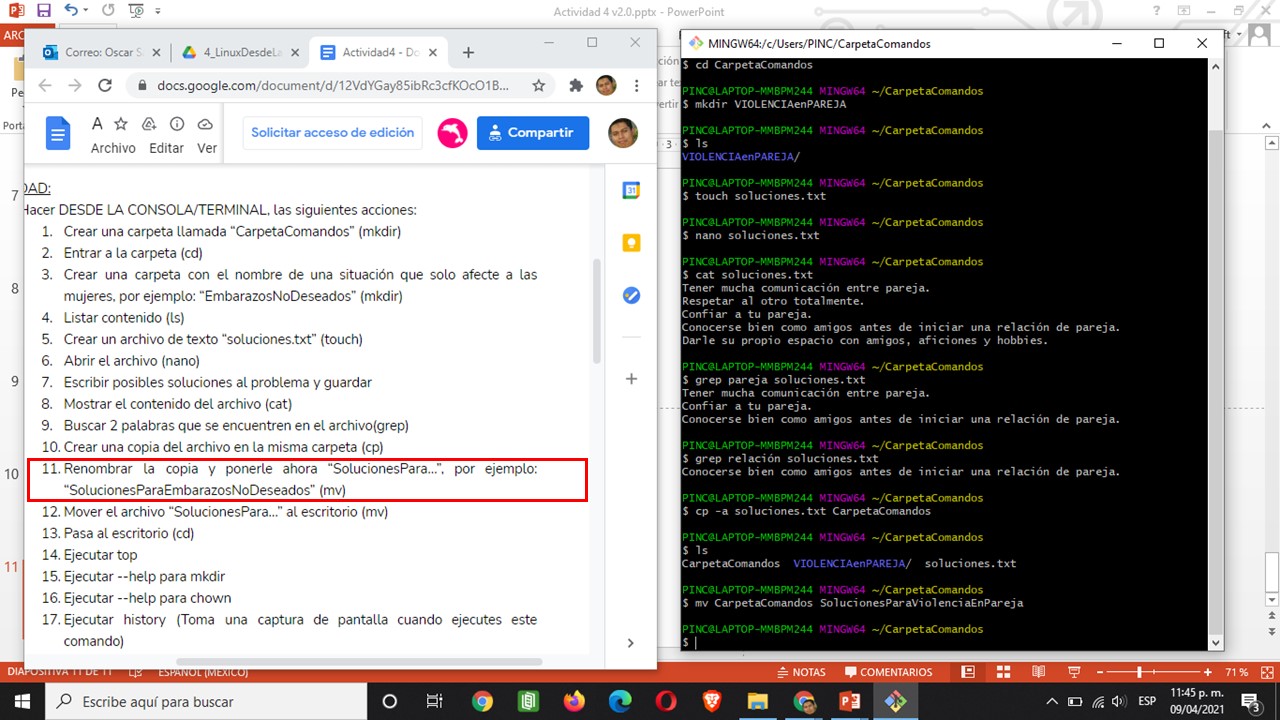 Actividad 4 v2.0.pptx - PowerPoint
ARC
Correo: Oscar S
4_LinuxDesdeLa
Actividad4 - Do
docs.google.com/document/d/12VdYGay85ibRc3cfKOcO1B...
Archivo Editar Ver
Solicitar acceso de edición
Compartir
DAD:
Hacer DESDE LA CONSOLA/TERMINAL, las siguientes acciones:
1. Crear una carpeta llamada “CarpetaComandos” (mkdir)
2. Entrar a la carpeta (cd)
3. Crear una carpeta con el nombre de una situación que solo afecte a las
mujeres, por ejemplo: “EmbarazosNoDeseados” (mkdir)
4. Listar contenido (ls)
5. Crear un archivo de texto “soluciones.txt” (touch)
6. Abrir el archivo (nano)
7. Escribir posibles soluciones al problema y guardar
8. Mostrar contenido del archivo (cat)
9. Buscar 2 palabras que se encuentren en el archivo(grep)
10. Crear una copia del archivo en la misma carpeta (cp)
11. Renombrar la copia y ponerle ahora “SolucionesPara...”, por ejemplo:
“SolucionesParaEmbarazosNoDeseados” (mv)
12. Mover el archivo “SolucionesPara...” al escritorio (mv)
13. Pasa al escritorio (cd)
14. Ejecutar top
15. Ejecutar --help para mkdir
16. Ejecutar --help para chown
17. Ejecutar history (Toma una captura de pantalla cuando ejecutes este
comando)
7
8
9
10
11
31
MINGW64:/c/Users/PINC/CarpetaComandos
$ cd CarpetaComandos
PINC@LAPTOP-MMBPM244 MINGW64 ~/CarpetaComandos
$ mkdir VIOLENCIAenPAREJA
PINC@LAPTOP-MMBPM244 MINGW64 ~/CarpetaComandos
$ ls
VIOLENCIAenPAREJA/
PINC@LAPTOP-MMBPM244 MINGW64 ~/CarpetaComandos
$ touch soluciones.txt
PINC@LAPTOP-MMBPM244 MINGW64 ~/CarpetaComandos
$ nano soluciones.txt
PINC@LAPTOP-MMBPM244 MINGW64 ~/CarpetaComandos
$ cat soluciones.txt
Tener mucha comunicación entre pareja.
Respetar al otro totalmente.
Confiar a tu pareja.
Conocerse bien como amigos antes de iniciar una relación de pareja.
Darle su propio espacio con amigos, aficiones y hobbies.
PINC@LAPTOP-MMBPM244 MINGW64 ~/CarpetaComandos
$ grep pareja soluciones.txt
Tener mucha comunicación entre pareja.
Confiar a tu pareja.
Conocerse bien como amigos antes de iniciar una relación de pareja.
PINC@LAPTOP-MMBPM244 MINGW64 ~/CarpetaComandos
$ grep relación soluciones.txt
Conocerse bien como amigos antes de iniciar una relación de pareja.
PINC@LAPTOP-MMBPM244 MINGW64 ~/CarpetaComandos
$ cp -a soluciones.txt CarpetaComandos
PINC@LAPTOP-MMBPM244 MINGW64 ~/CarpetaComandos
$ ls
CarpetaComandos VIOLENCIAenPAREJA/ soluciones.txt
PINC@LAPTOP-MMBPM244 MINGW64 ~/CarpetaComandos
$ mv CarpetaComandos SolucionesParaViolenciaEnPareja
PINC@LAPTOP-MMBPM244 MINGW64 ~/CarpetaComandos
$
DIAPOSITIVA 11 DE 11 ESPAÑOL (MÉXICO) NOTAS COMENTARIOS 71 %
Escribe aquí para buscar
ESP
11:45 p. m.
09/04/2021
3